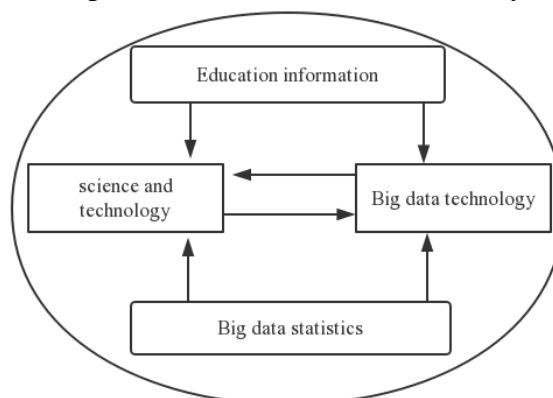 Education information
science and
technology
Big data technology
Big data statistics